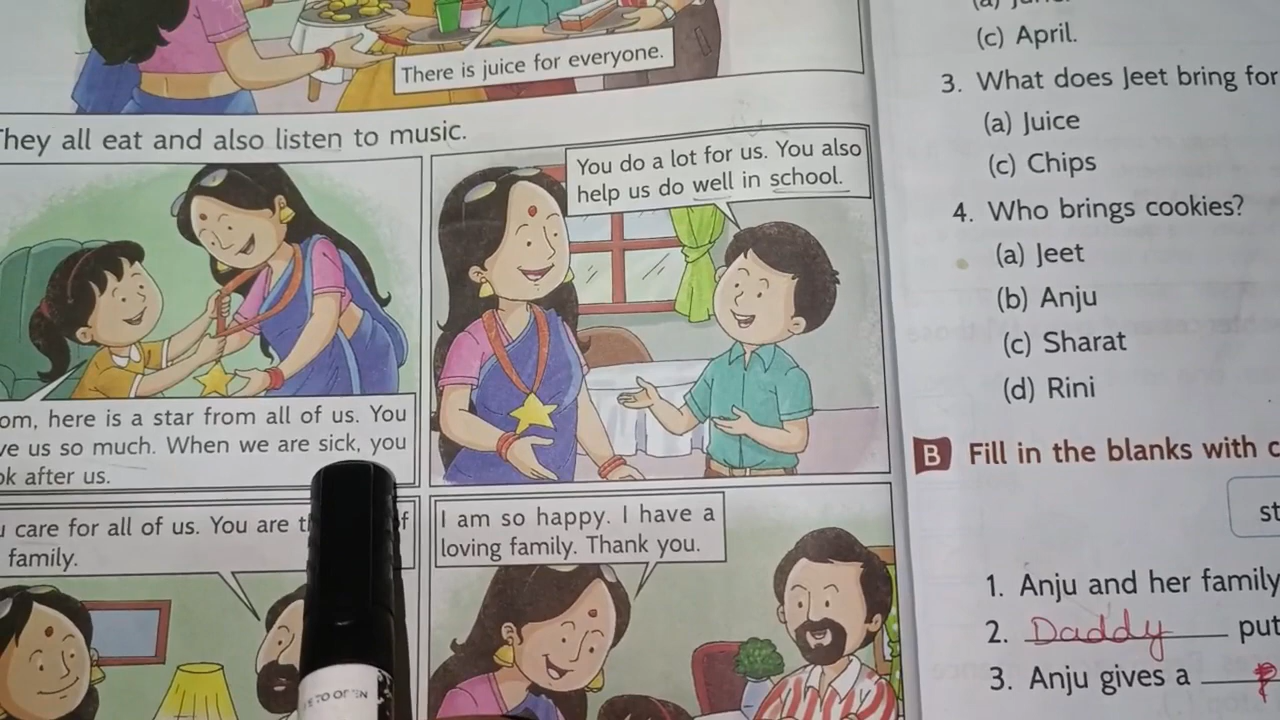 There is juice for everyone.
They all eat and also listen to music.
You do a lot for us. You also
help us do well in school.
om, here is a star from all of us. You
ve us so much. When we are sick, you
ok after us.
care for all of us. You are
family.
I am so happy. I have a
loving family. Thank you.
(c) April.
3. What does Jeet bring for
(a) Juice
(c) Chips
4. Who brings cookies?
(a) Jeet
(b) Anju
(c) Sharat
(d) Rini
B Fill in the blanks with c
st
1. Anju and her family
2. Daddy put
3. Anju gives a